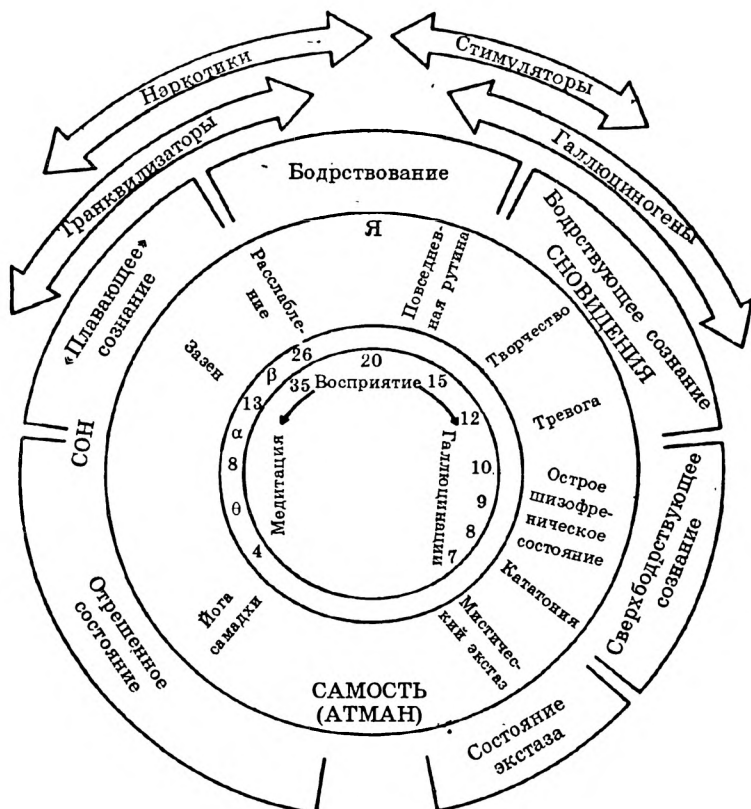 Наркотики
Стимуляторы
Транквилизаторы
Галлюциногены
Бодрствование
«Плавающее»
сознание
Бодрствующее сознание
СНОВИДЕНИЯ
Я
Расслабле-
ние
Повседнев-
ная рутина
Зазен
Творчество
Тревога
СОН
26
20
β
35
Восприятие
15
13
12
α
8
10
9
θ
8
4
7
Медитация
Галлюцинации
Острое
шизофре-
ническое
состояние
Кататония
Сверхбодрствующее
сознание
Отрешенное
состояние
Йога
самадхи
Мистичес-
кий экстаз
САМОСТЬ
(АТМАН)
Состояние
экстаза